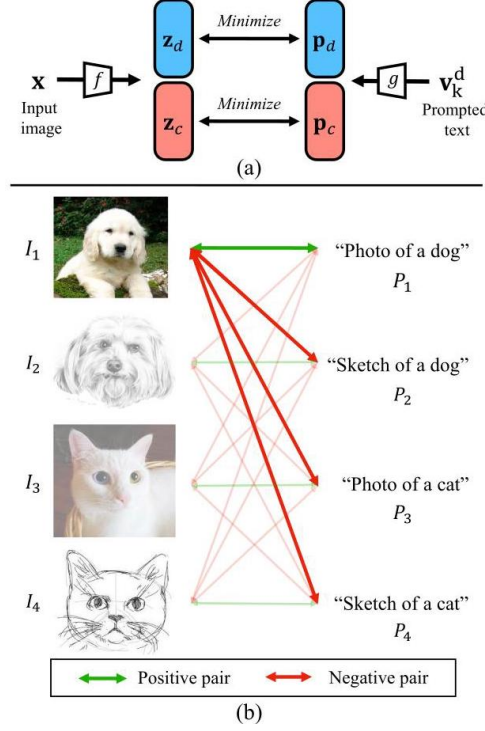 Minimize
z_d
p_d
x
f
g
v_k^d
Input
image
Prompted
text
Minimize
z_c
p_c
(a)
I_1
“Photo of a dog”
P_1
I_2
“Sketch of a dog”
P_2
I_3
“Photo of a cat”
P_3
I_4
“Sketch of a cat”
P_4
Positive pair
Negative pair
(b)